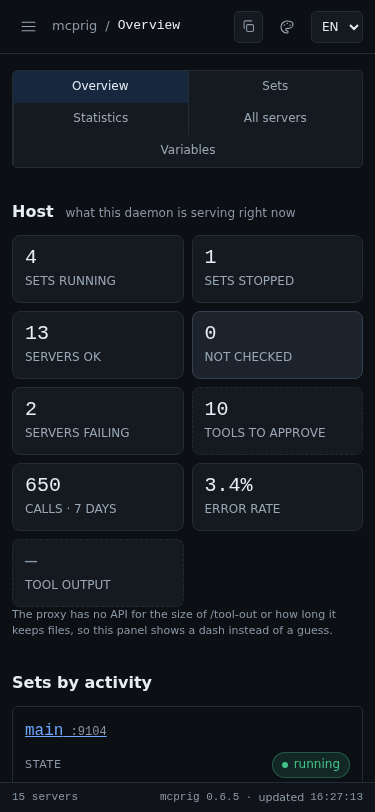 mcprig / Overview EN
Overview Sets
Statistics All servers
Variables
Host what this daemon is serving right now
4 1
SETS RUNNING SETS STOPPED
13 0
SERVERS OK NOT CHECKED
2 10
SERVERS FAILING TOOLS TO APPROVE
650 3.4%
CALLS · 7 DAYS ERROR RATE
—
TOOL OUTPUT
The proxy has no API for the size of /tool-out or how long it
keeps files, so this panel shows a dash instead of a guess.
Sets by activity
main :9104
STATE running
15 servers mcprig 0.6.5 · updated 16:27:13